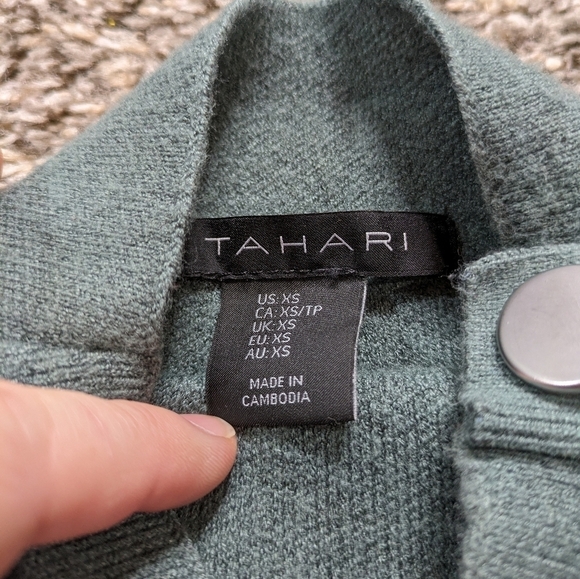 TAHARI
US: XS
CA: XS/TP
UK: XS
EU: XS
AU: XS
MADE IN
CAMBODIA